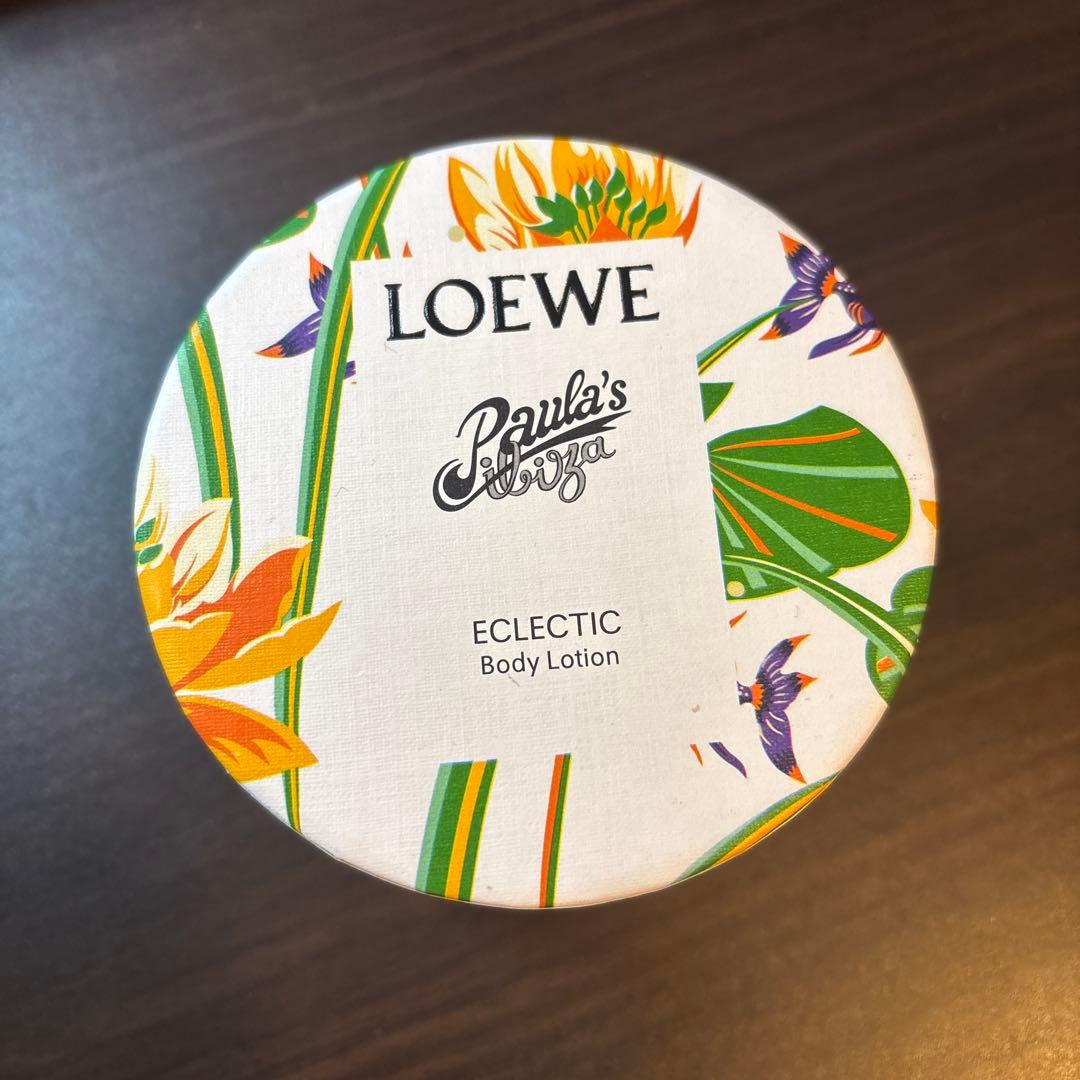 LOEWE
Paula's
ibiza
ECLECTIC
Body Lotion